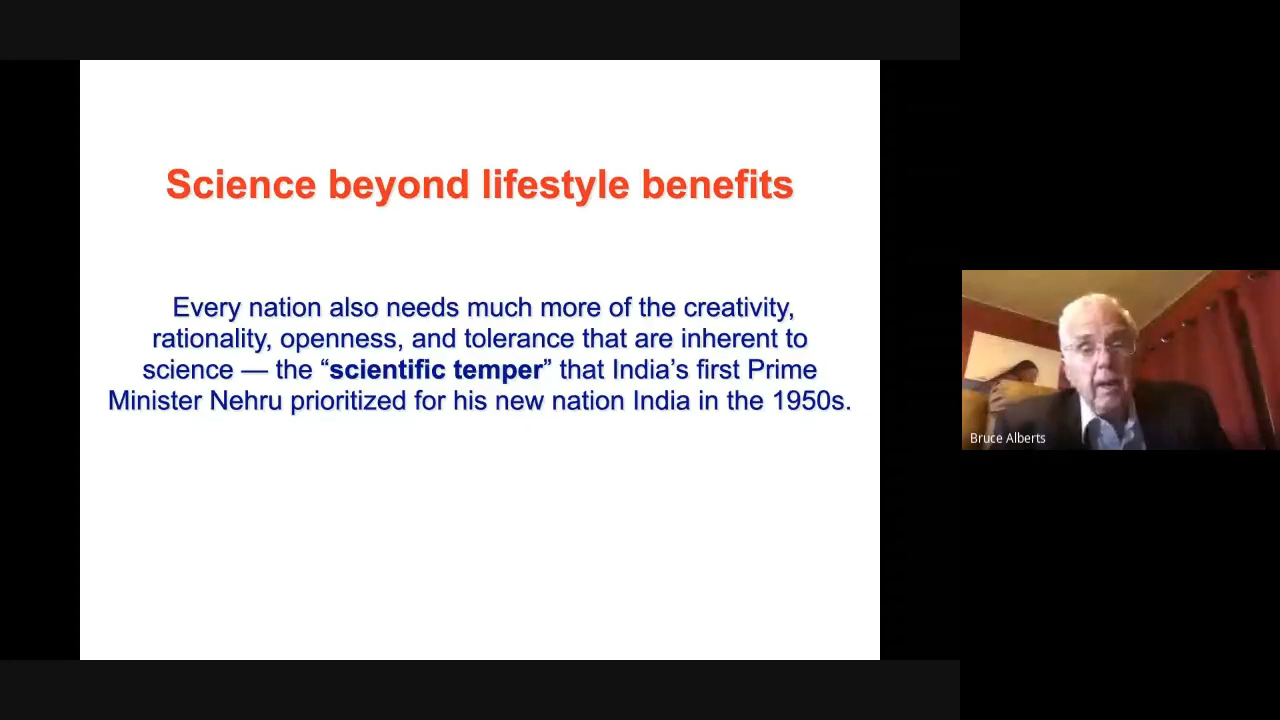 Science beyond lifestyle benefits
Every nation also needs much more of the creativity,
rationality, openness, and tolerance that are inherent to
science — the “scientific temper” that India’s first Prime
Minister Nehru prioritized for his new nation India in the 1950s.
Bruce Alberts